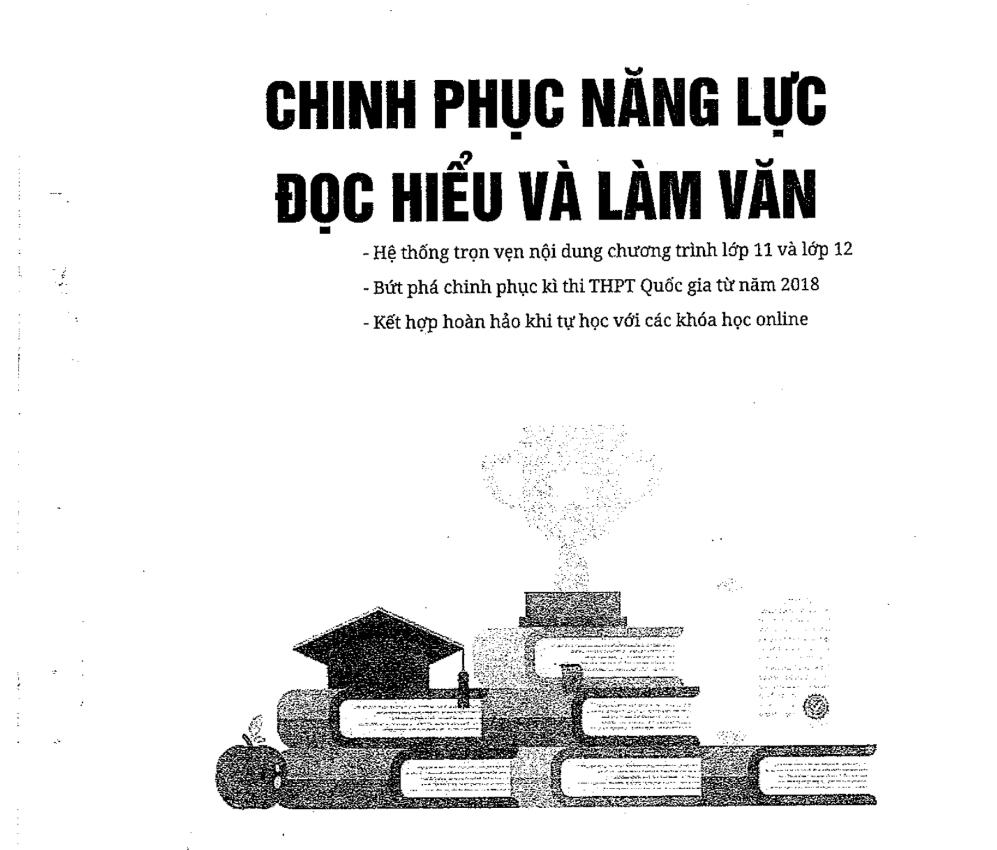 CHINH PHỤC NĂNG LỰC
ĐỌC HIỂU VÀ LÀM VĂN
- Hệ thống trọn vẹn nội dung chương trình lớp 11 và lớp 12
- Bứt phá chinh phục kì thi THPT Quốc gia từ năm 2018
- Kết hợp hoàn hảo khi tự học với các khóa học online